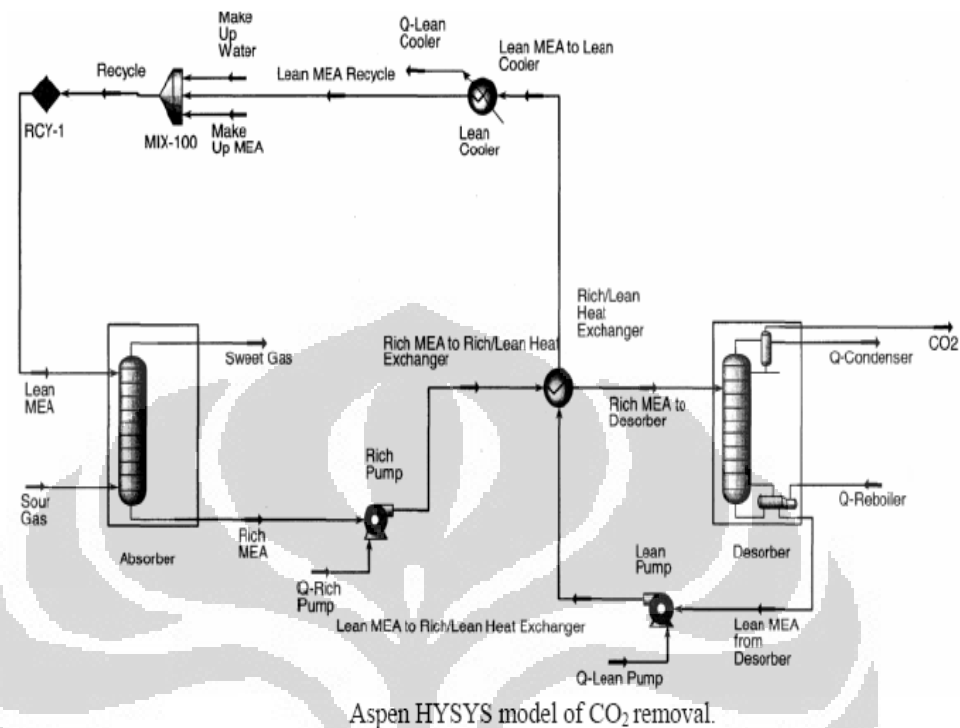 Make
Up
Water
Q-Lean
Cooler
Lean MEA to Lean
Cooler
Recycle
Lean MEA Recycle
RCY-1
MIX-100
Make
Up MEA
Lean
Cooler
Rich/Lean
Heat
Exchanger
Rich MEA to Rich/Lean Heat
Exchanger
CO2
Q-Condenser
Sweet Gas
Lean
MEA
Rich MEA to
Desorber
Rich
Pump
Sour
Gas
Q-Reboiler
Rich
MEA
Absorber
Lean
Pump
Desorber
Q-Rich
Pump
Lean MEA to Rich/Lean Heat Exchanger
Lean MEA
from
Desorber
Q-Lean Pump
Aspen HYSYS model of CO₂ removal.